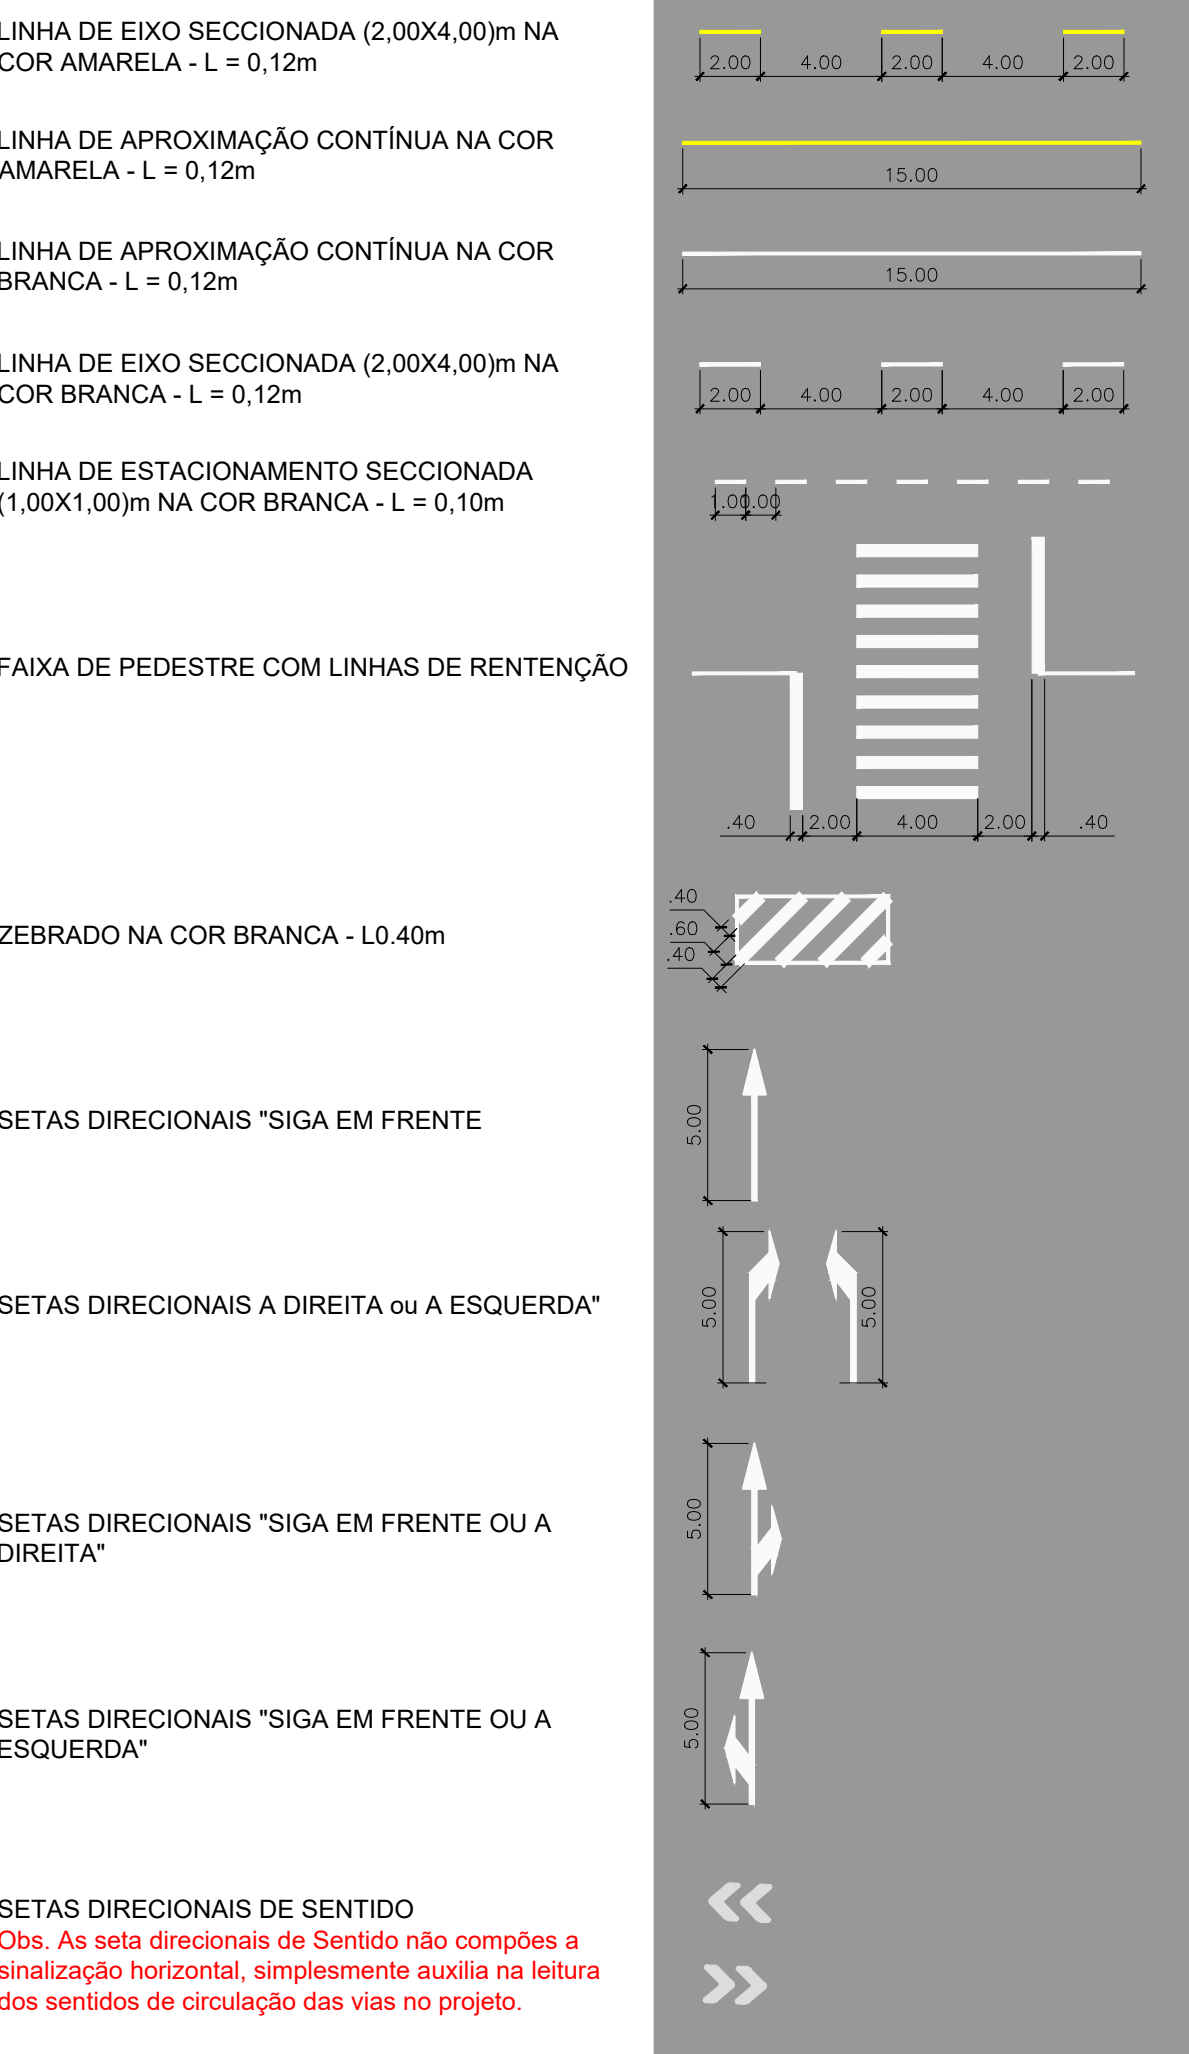 LINHA DE EIXO SECCIONADA (2,00X4,00)m NA
COR AMARELA - L = 0,12m
2.00 4.00 2.00 4.00 2.00
LINHA DE APROXIMAÇÃO CONTÍNUA NA COR
AMARELA - L = 0,12m
15.00
LINHA DE APROXIMAÇÃO CONTÍNUA NA COR
BRANCA - L = 0,12m
15.00
LINHA DE EIXO SECCIONADA (2,00X4,00)m NA
COR BRANCA - L = 0,12m
2.00 4.00 2.00 4.00 2.00
LINHA DE ESTACIONAMENTO SECCIONADA
(1,00X1,00)m NA COR BRANCA - L = 0,10m
1.00 1.00
FAIXA DE PEDESTRE COM LINHAS DE RENTENÇÃO
.40 2.00 4.00 2.00 .40
ZEBRADO NA COR BRANCA - L0.40m
.40
.60
.40
SETAS DIRECIONAIS "SIGA EM FRENTE
5.00
SETAS DIRECIONAIS A DIREITA ou A ESQUERDA"
5.00 5.00
SETAS DIRECIONAIS "SIGA EM FRENTE OU A
DIREITA"
5.00
SETAS DIRECIONAIS "SIGA EM FRENTE OU A
ESQUERDA"
5.00
SETAS DIRECIONAIS DE SENTIDO
Obs. As seta direcionais de Sentido não compões a
sinalização horizontal, simplesmente auxilia na leitura
dos sentidos de circulação das vias no projeto.